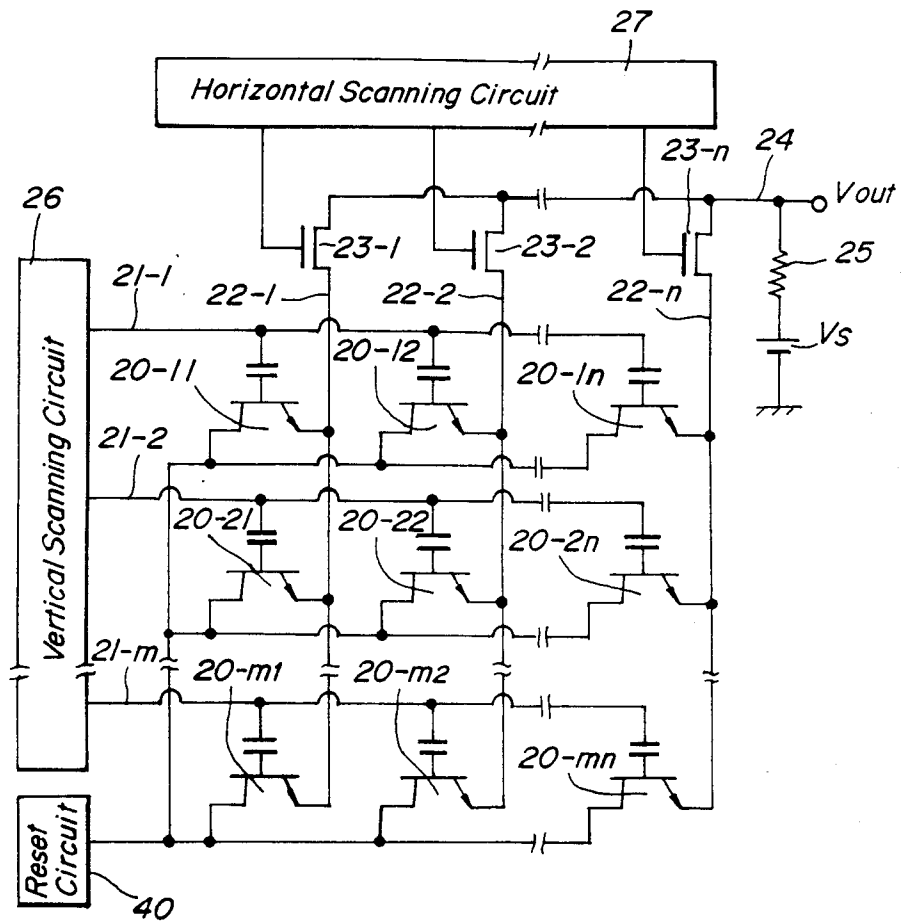 27
Horizontal Scanning Circuit
26
23-n
24
Vout
23-1
23-2
25
21-1
22-1
22-2
22-n
Vs
20-11
20-12
20-1n
21-2
Vertical Scanning Circuit
20-21
20-22
20-2n
21-m
20-m1
20-m2
20-mn
Reset
Circuit
40